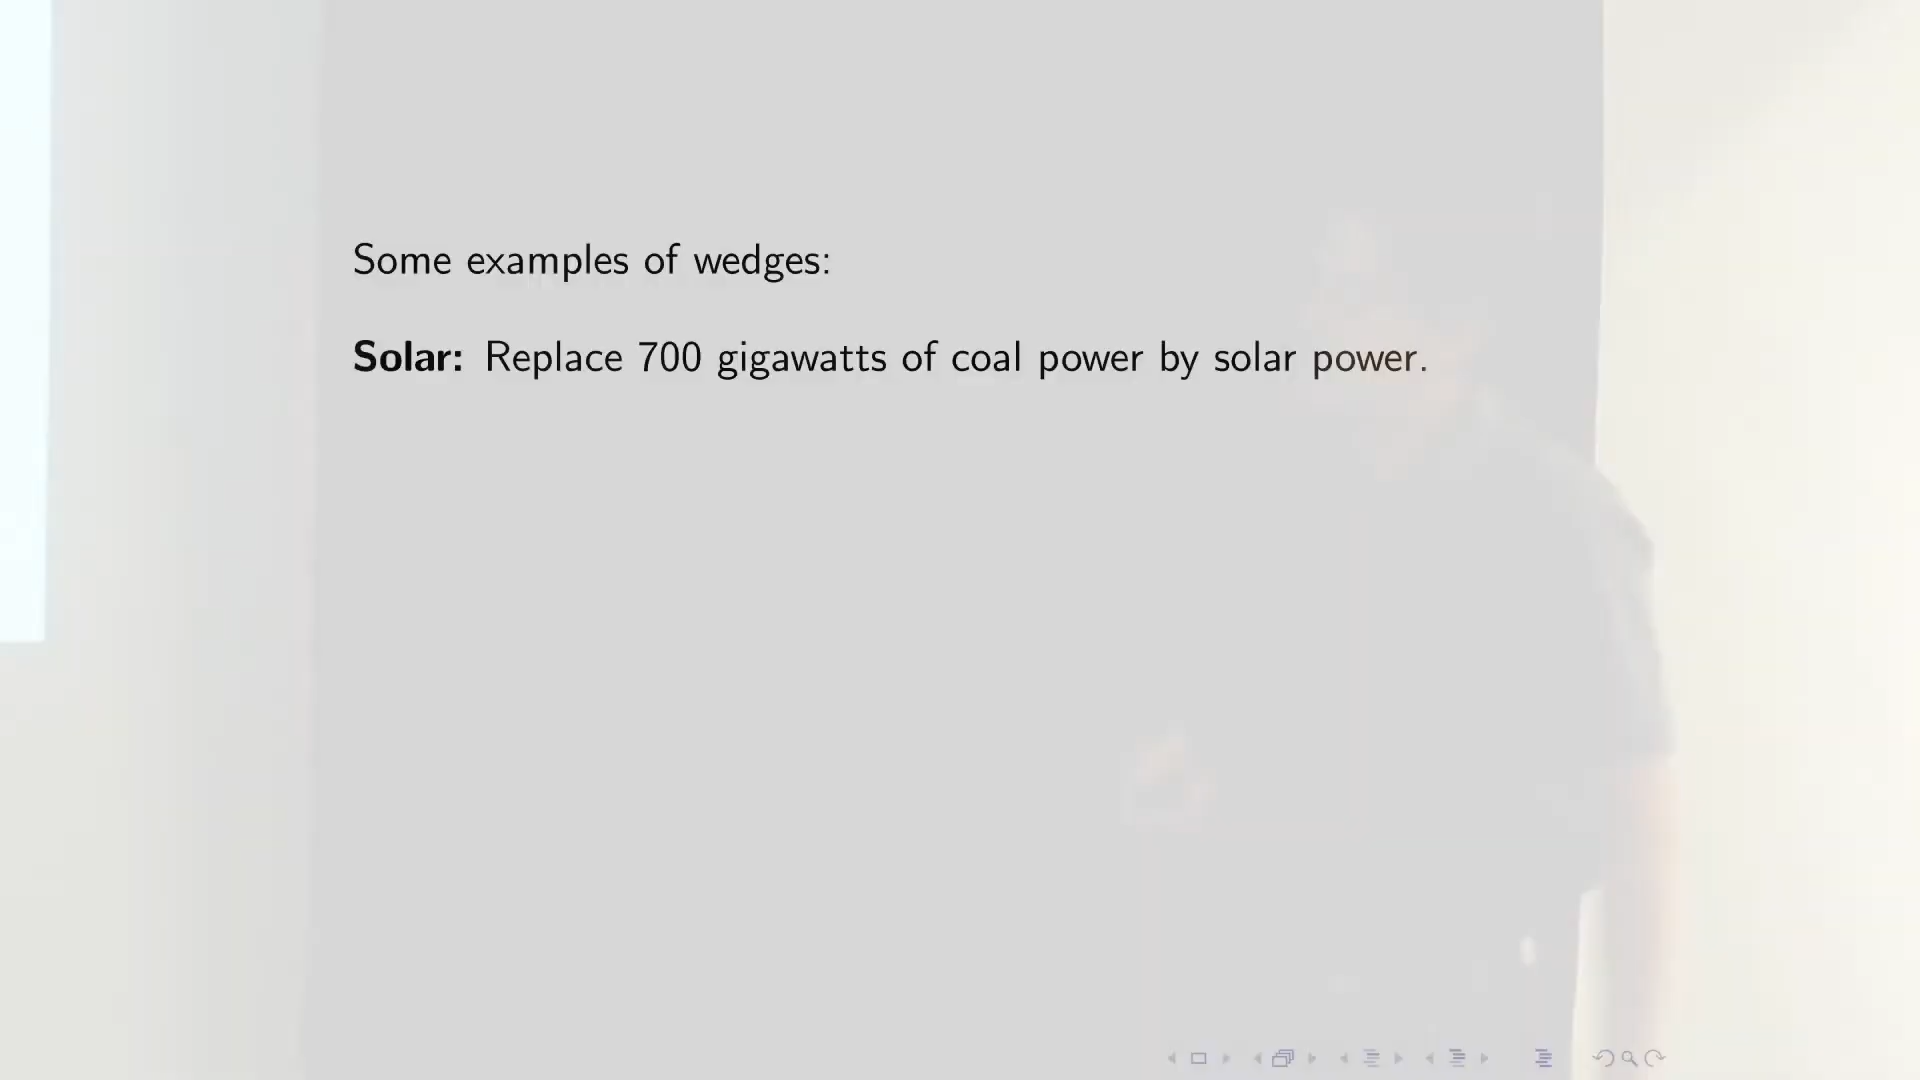 Some examples of wedges:
Solar: Replace 700 gigawatts of coal power by solar power.